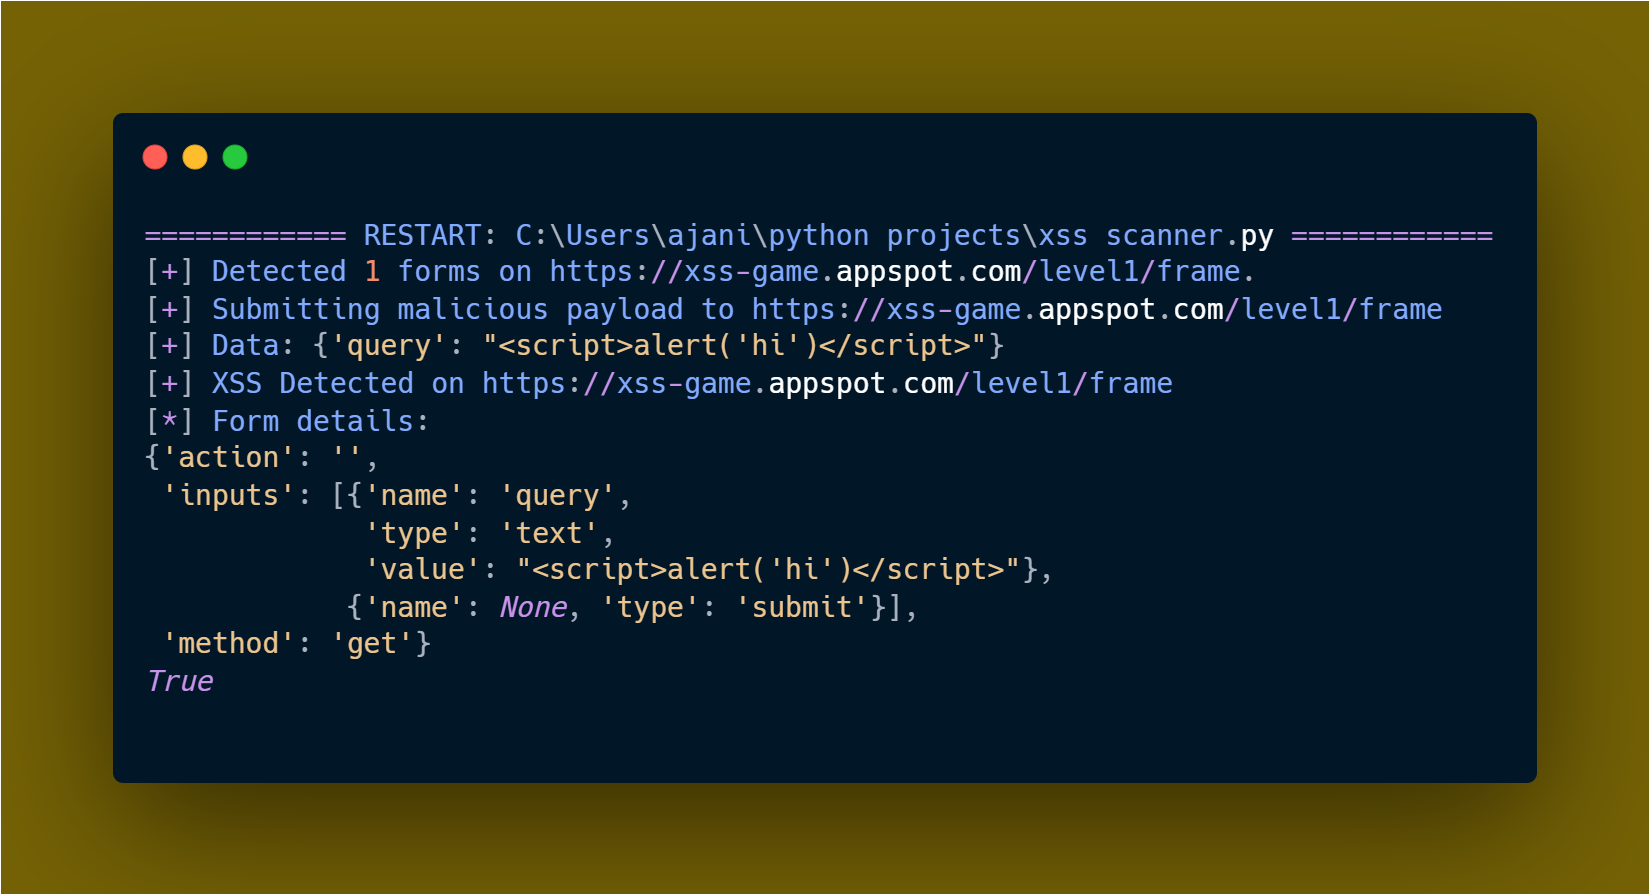 ============ RESTART: C:\Users\ajani\python projects\xss scanner.py ============
[+] Detected 1 forms on https://xss-game.appspot.com/level1/frame.
[+] Submitting malicious payload to https://xss-game.appspot.com/level1/frame
[+] Data: {'query': "<script>alert('hi')</script>"}
[+] XSS Detected on https://xss-game.appspot.com/level1/frame
[*] Form details:
{'action': '',
 'inputs': [{'name': 'query',
             'type': 'text',
             'value': "<script>alert('hi')</script>"},
            {'name': None, 'type': 'submit'}],
 'method': 'get'}
True